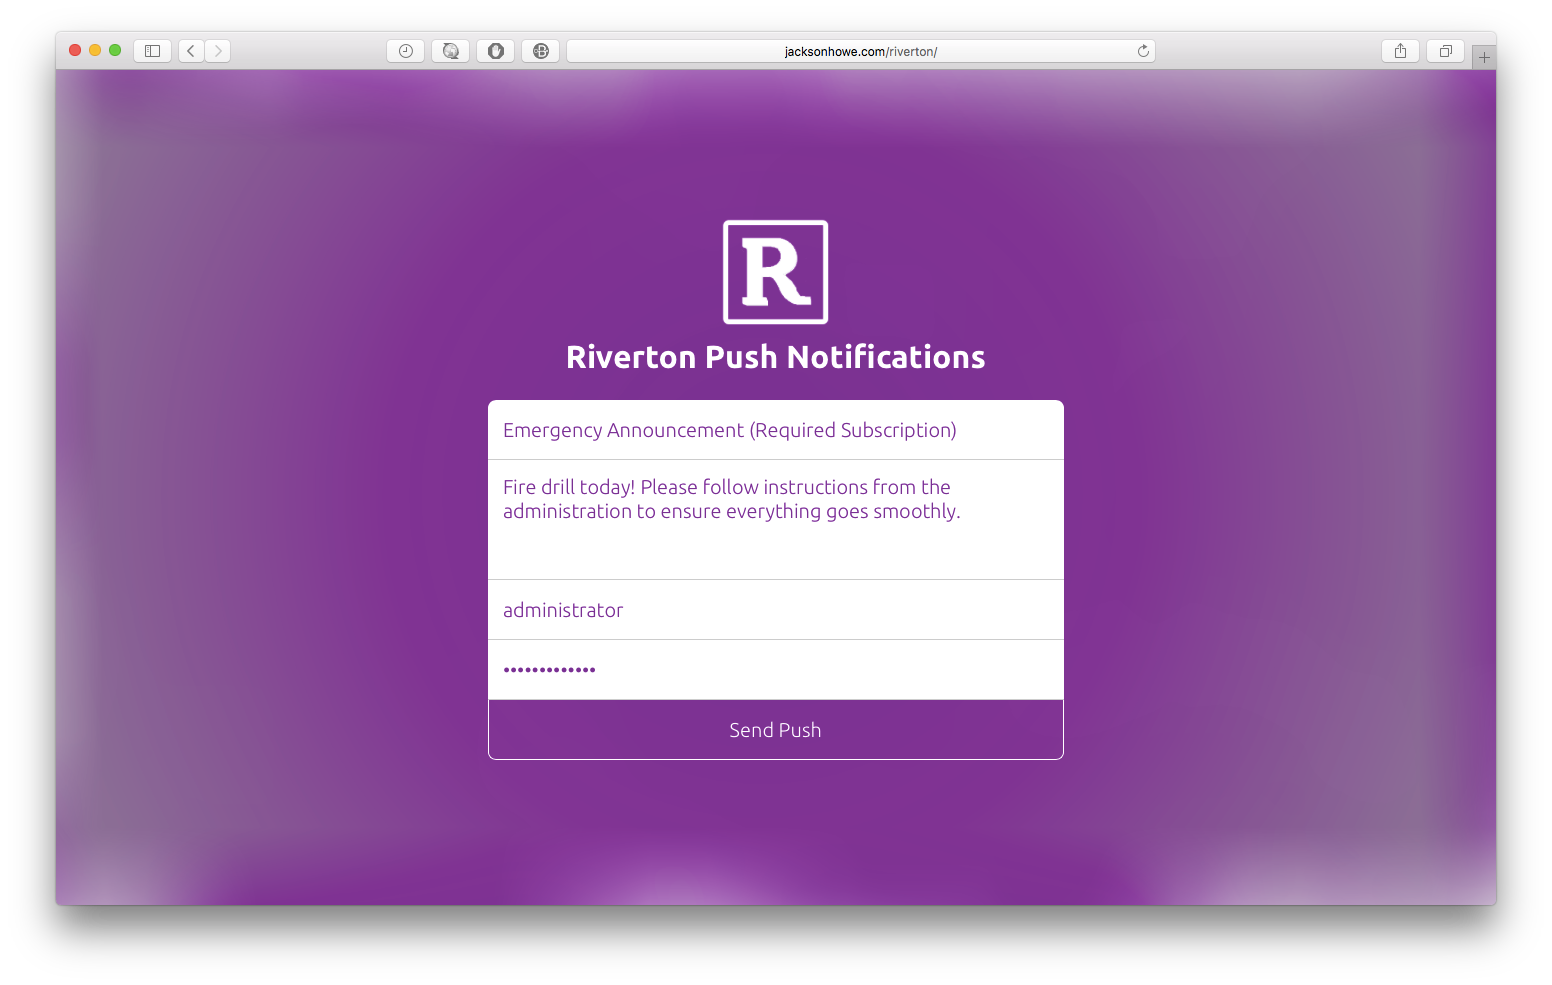 jacksonhowe.com/riverton/
R
Riverton Push Notifications
Emergency Announcement (Required Subscription)
Fire drill today! Please follow instructions from the
administration to ensure everything goes smoothly.
administrator
•••••••••••••
Send Push